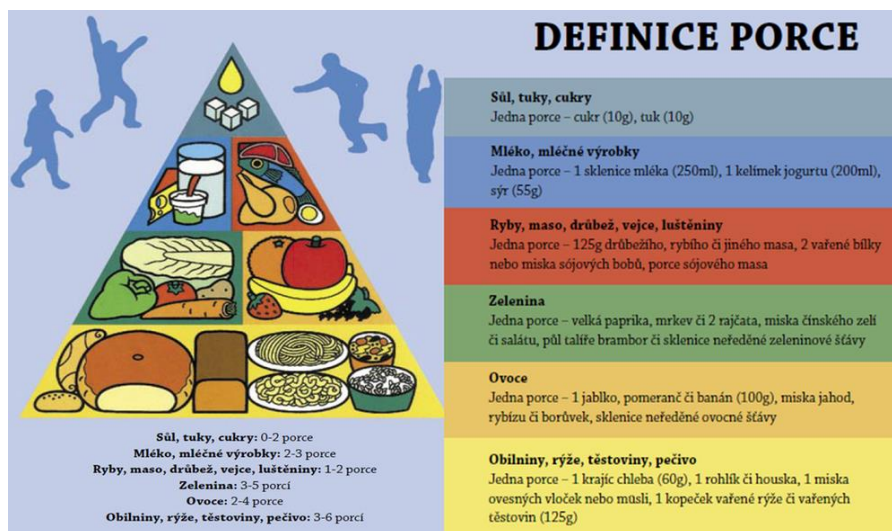 DEFINICE PORCE
Sůl, tuky, cukry
Jedna porce – cukr (10g), tuk (10g)
Mléko, mléčné výrobky
Jedna porce – 1 sklenice mléka (250ml), 1 kelímek jogurtu (200ml),
sýr (55g)
Ryby, maso, drůbež, vejce, luštěniny
Jedna porce – 125g drůbežího, rybího či jiného masa, 2 vařené bílky
nebo miska sójových bobů, porce sójového masa
Zelenina
Jedna porce – velká paprika, mrkev či 2 rajčata, miska čínského zelí
či salátu, půl talíře brambor či sklenice neředěné zeleninové šťávy
Ovoce
Jedna porce – 1 jablko, pomeranč či banán (100g), miska jahod,
rybízu či borůvek, sklenice neředěné ovocné šťávy
Obilniny, rýže, těstoviny, pečivo
Jedna porce – 1 krajíc chleba (60g), 1 rohlík či houska, 1 miska
ovesných vloček nebo müsli, 1 kopeček vařené rýže či vařených
těstovin (125g)
Sůl, tuky, cukry: 0-2 porce
Mléko, mléčné výrobky: 2-3 porce
Ryby, maso, drůbež, vejce, luštěniny: 1-2 porce
Zelenina: 3-5 porcí
Ovoce: 2-4 porce
Obilniny, rýže, těstoviny, pečivo: 3-6 porcí